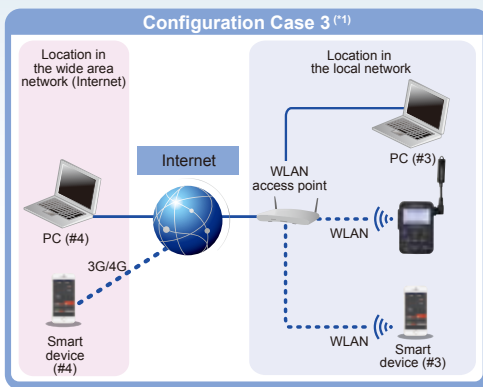 Configuration Case 3 (*1)
Location in
the wide area
network (Internet)
Location in
the local network
Internet
WLAN
access point
PC (#3)
PC (#4)
WLAN
3G/4G
Smart
device
(#4)
WLAN
Smart
device (#3)